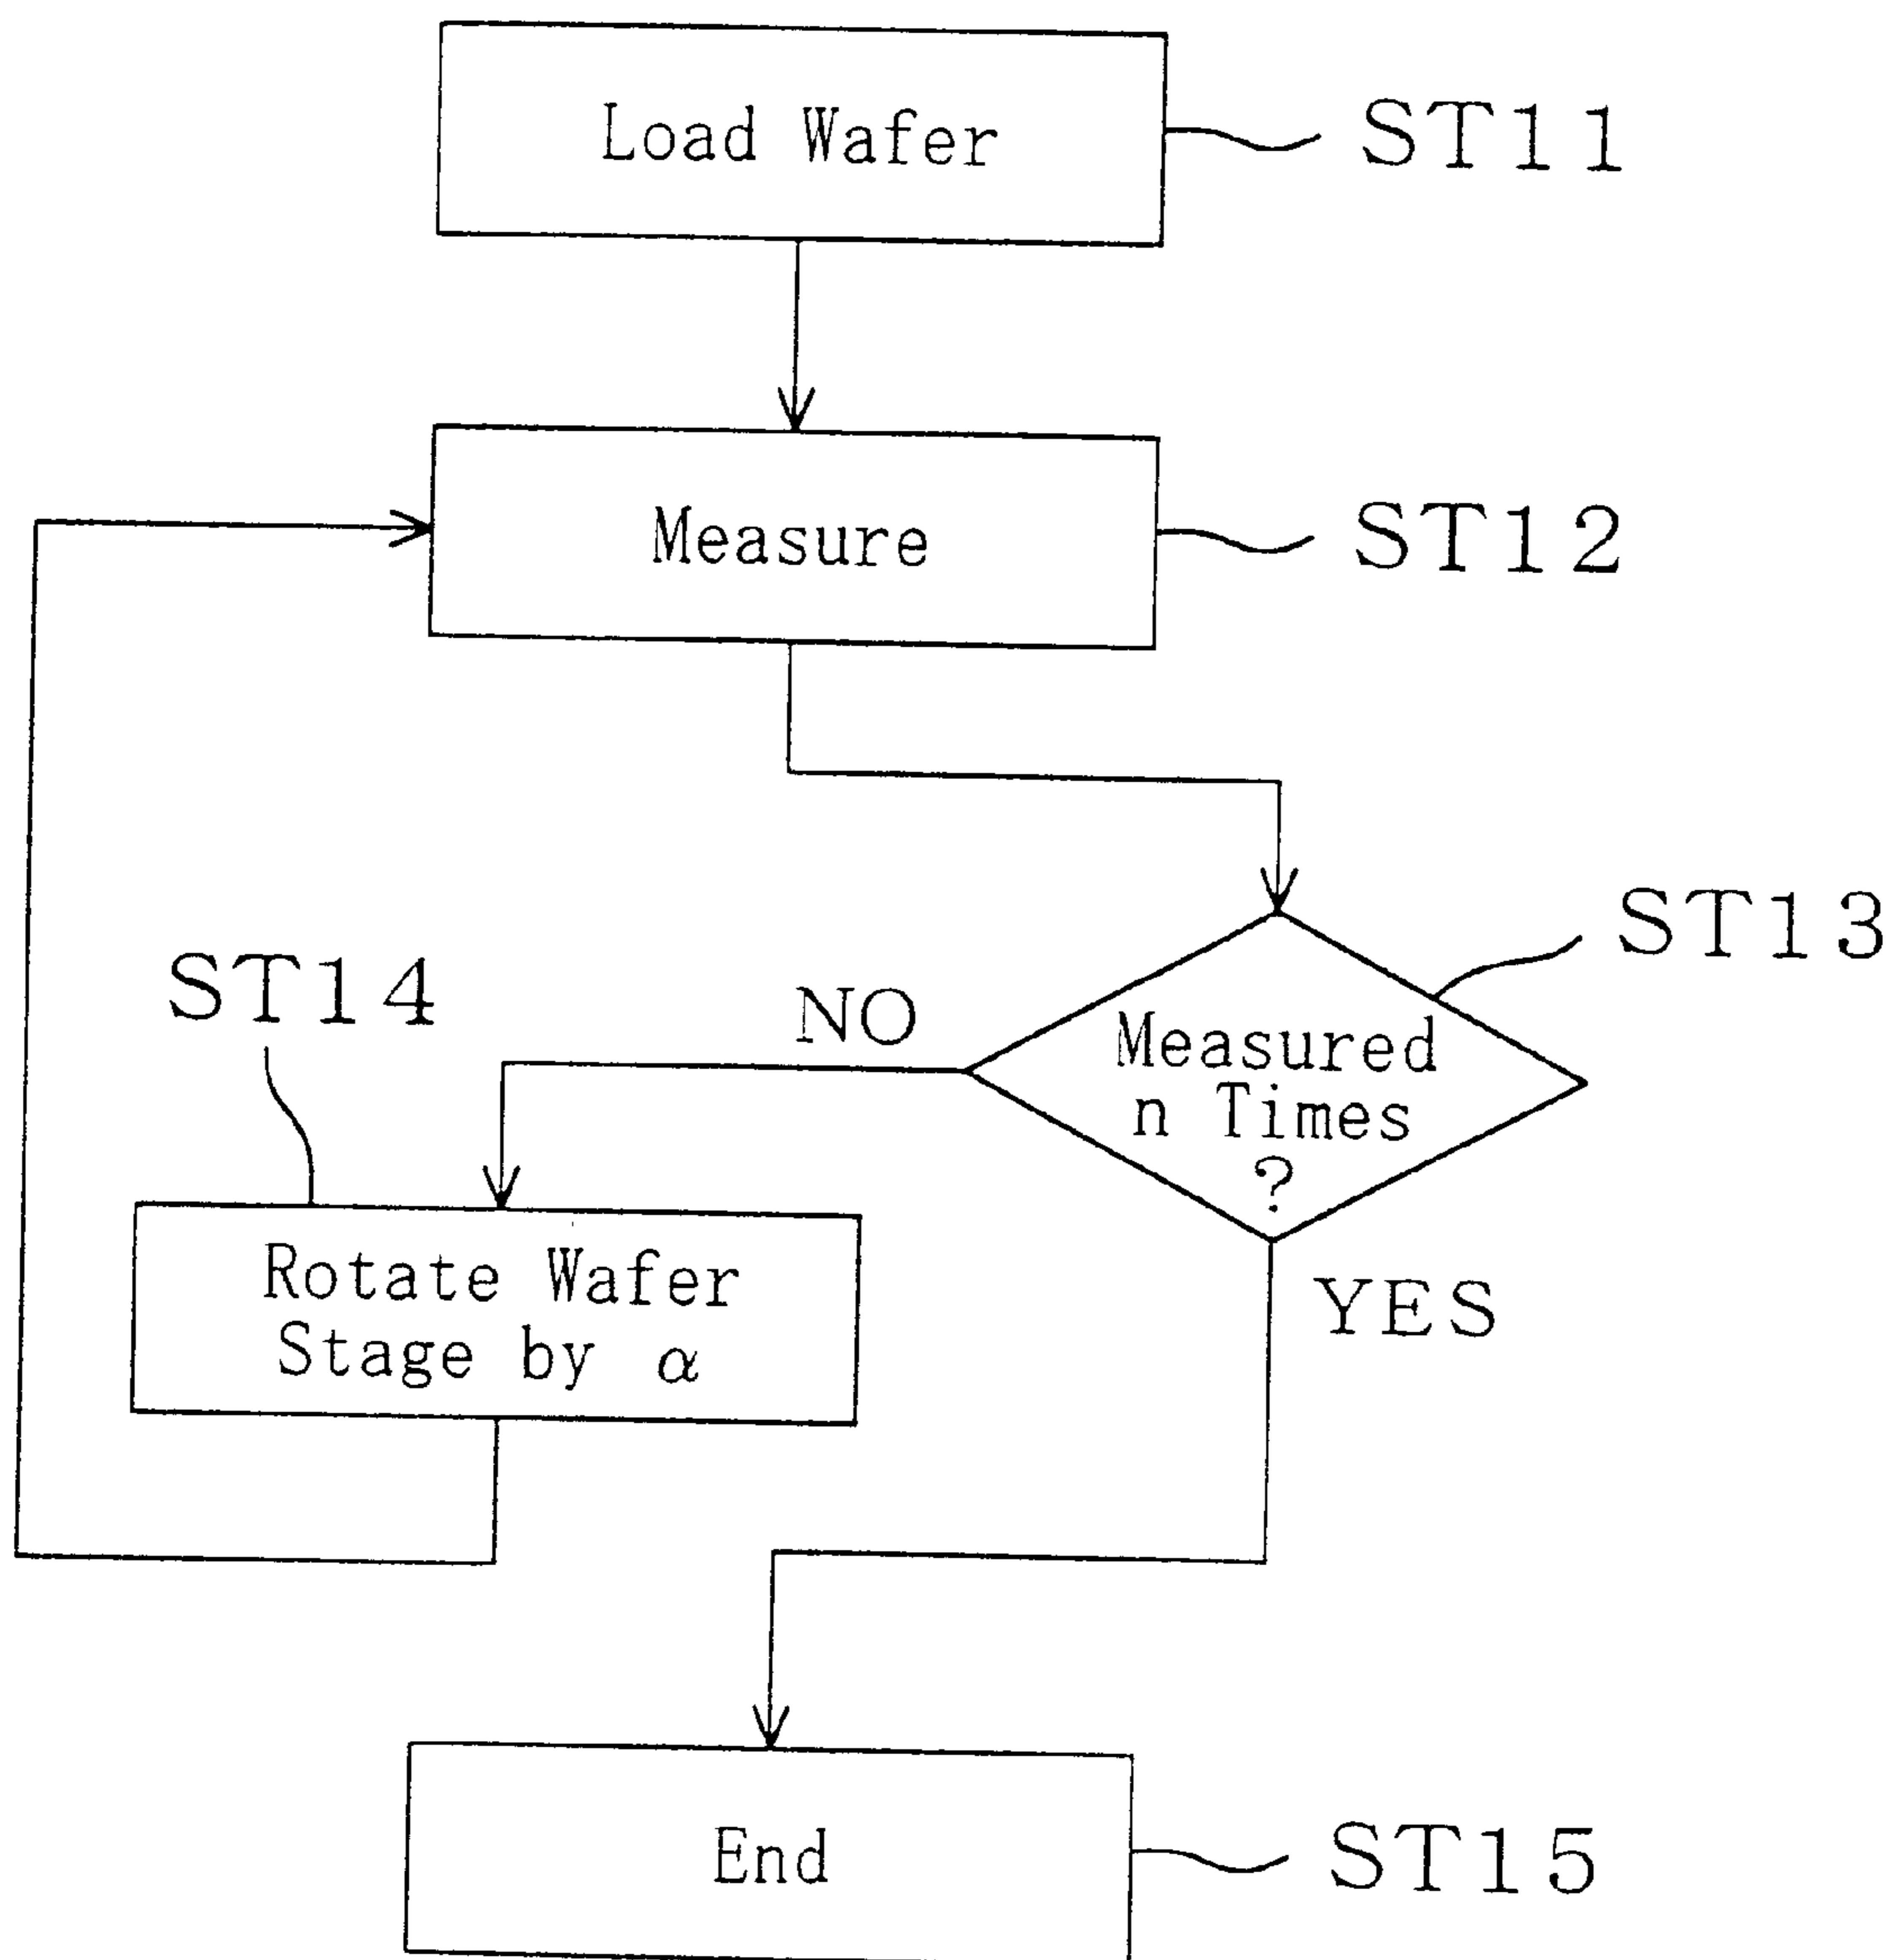 Load Wafer
ST11
Measure
ST12
ST13
ST14
NO
Measured
n Times
?
Rotate Wafer
Stage by α
YES
End
ST15